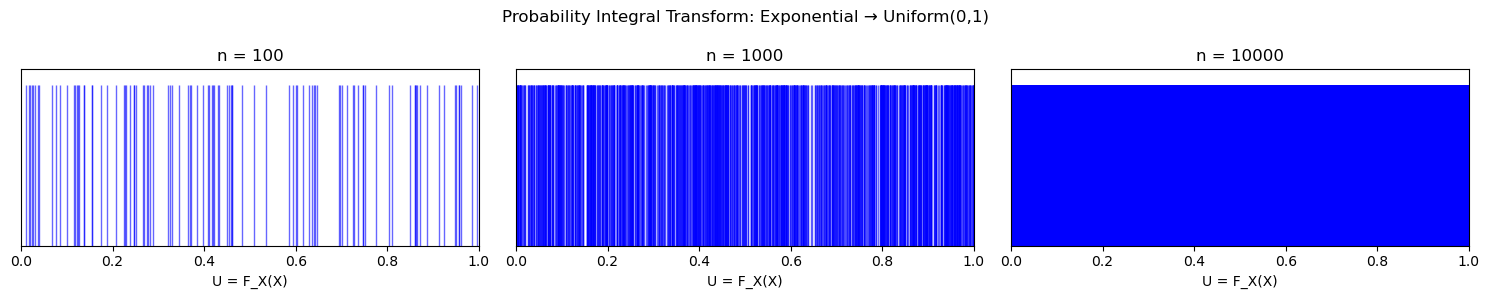 Probability Integral Transform: Exponential → Uniform(0,1)
n = 100
n = 1000
n = 10000
0.0 0.2 0.4 0.6 0.8 1.0
0.0 0.2 0.4 0.6 0.8 1.0
0.0 0.2 0.4 0.6 0.8 1.0
U = F_X(X)
U = F_X(X)
U = F_X(X)